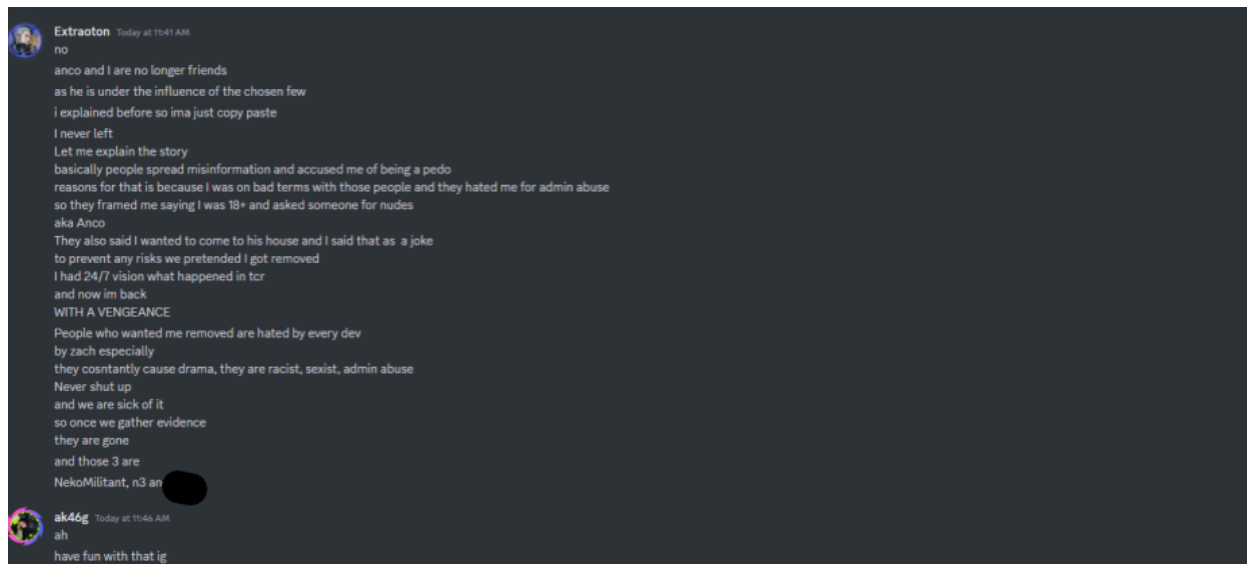 Extraoton Today at 11:41 AM
no
anco and I are no longer friends
as he is under the influence of the chosen few
i explained before so ima just copy paste
I never left
Let me explain the story
basically people spread misinformation and accused me of being a pedo
reasons for that is because I was on bad terms with those people and they hated me for admin abuse
so they framed me saying I was 18+ and asked someone for nudes
aka Anco
They also said I wanted to come to his house and I said that as a joke
to prevent any risks we pretended I got removed
I had 24/7 vision what happened in tcr
and now im back
WITH A VENGEANCE
People who wanted me removed are hated by every dev
by zach especially
they cosntantly cause drama, they are racist, sexist, admin abuse
Never shut up
and we are sick of it
so once we gather evidence
they are gone
and those 3 are
NekoMilitant, n3 an
ak46g Today at 11:46 AM
ah
have fun with that ig